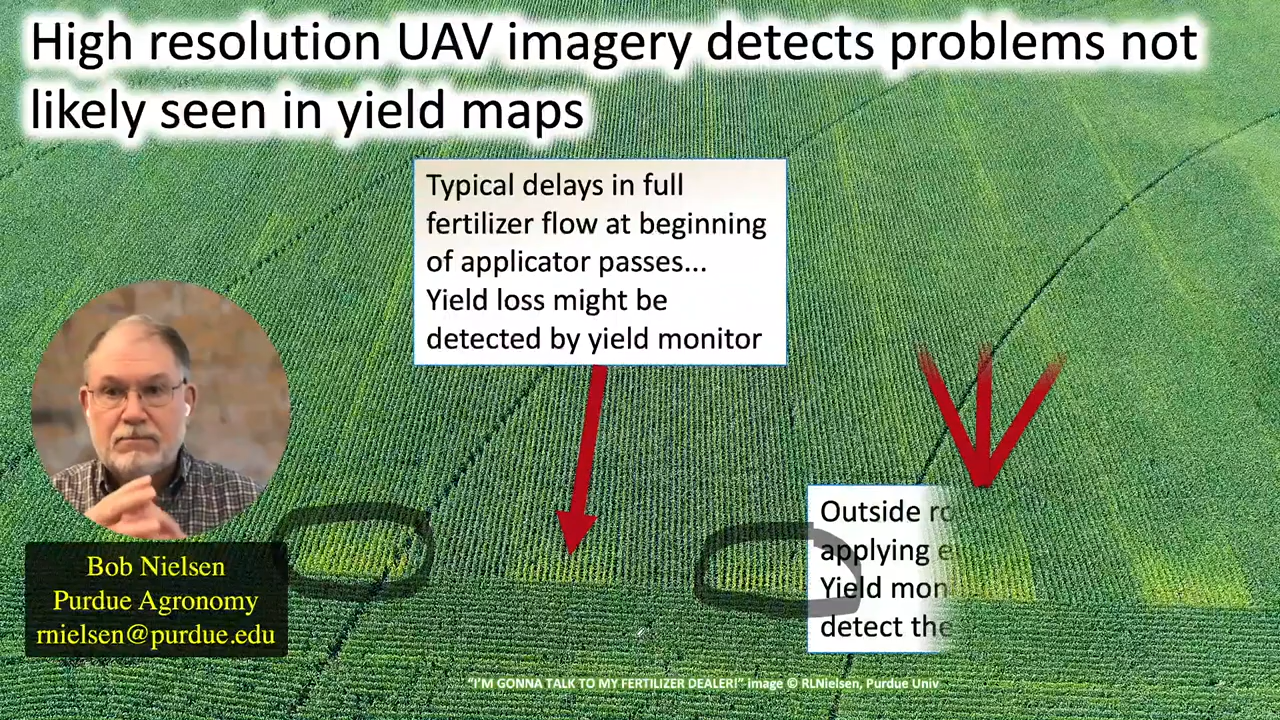 High resolution UAV imagery detects problems not
likely seen in yield maps
Typical delays in full
fertilizer flow at beginning
of applicator passes...
Yield loss might be
detected by yield monitor
Outside
applying
Yield mon
detect the
Bob Nielsen
Purdue Agronomy
rnielsen@purdue.edu
"I'M GONNA TALK TO MY FERTILIZER DEALER!" Image © RLNielsen, Purdue Univ